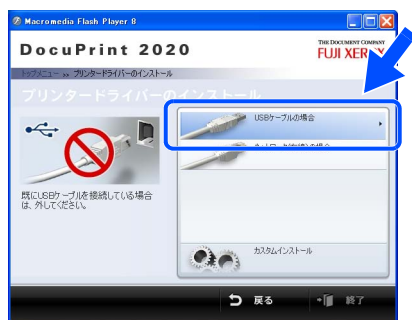 Macromedia Flash Player 8
DocuPrint 2020
THE DOCUMENT COMPANY
FUJI XEROX
トップメニュー >> プリンタードライバーのインストール
プリンタードライバーのインストール
USBケーブルの場合
既にUSBケーブルを接続している場合
は、外してください。
カスタムインストール
戻る
終了